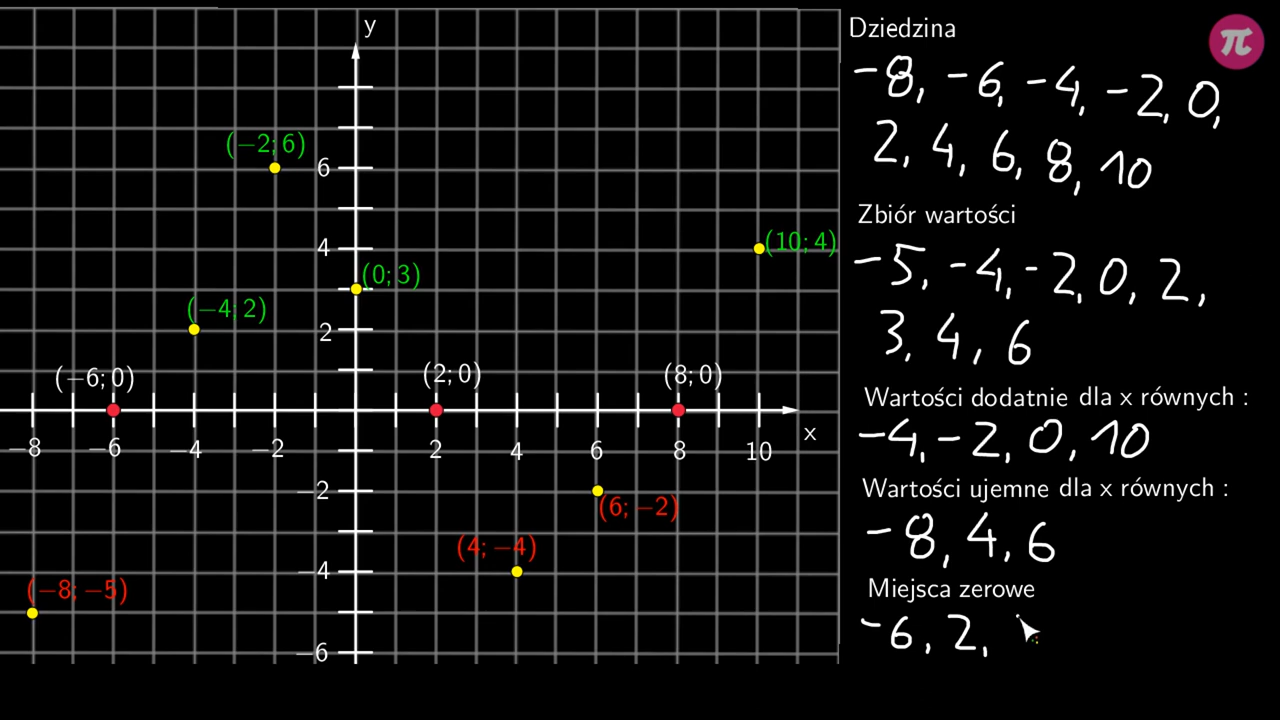 y
(−2; 6)
6
4
(10; 4)
(0; 3)
(−4; 2)
2
(−6; 0)
(2; 0)
(8; 0)
x
−8 −6 −4 −2 2 4 6 8 10
−2
(6; −2)
(4; −4)
−4
(−8; −5)
−6
Dziedzina
π
−8, −6, −4, −2, 0,
2, 4, 6, 8, 10
Zbiór wartości
−5, −4, −2, 0, 2,
3, 4, 6
Wartości dodatnie dla x równych :
−4, −2, 0, 10
Wartości ujemne dla x równych :
−8, 4, 6
Miejsca zerowe
−6, 2,